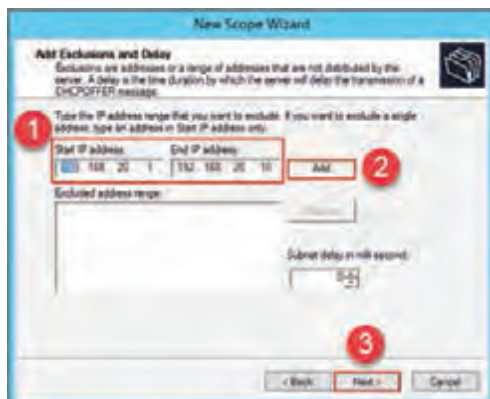 New Scope Wizard
Add Exclusions and Delay
Exclusions are addresses or a range of addresses that are not distributed by the
server. A delay is the time duration by which the server will delay the transmission of a
DHCPOFFER message.
Type the IP address range that you want to exclude. If you want to exclude a single
address, type an address in Start IP address only.
1
Start IP address: End IP address:
168 20 1 192 168 20 10 Add
2
Excluded address range:
Subnet delay in milli second:
0
3
< Back Next > Cancel